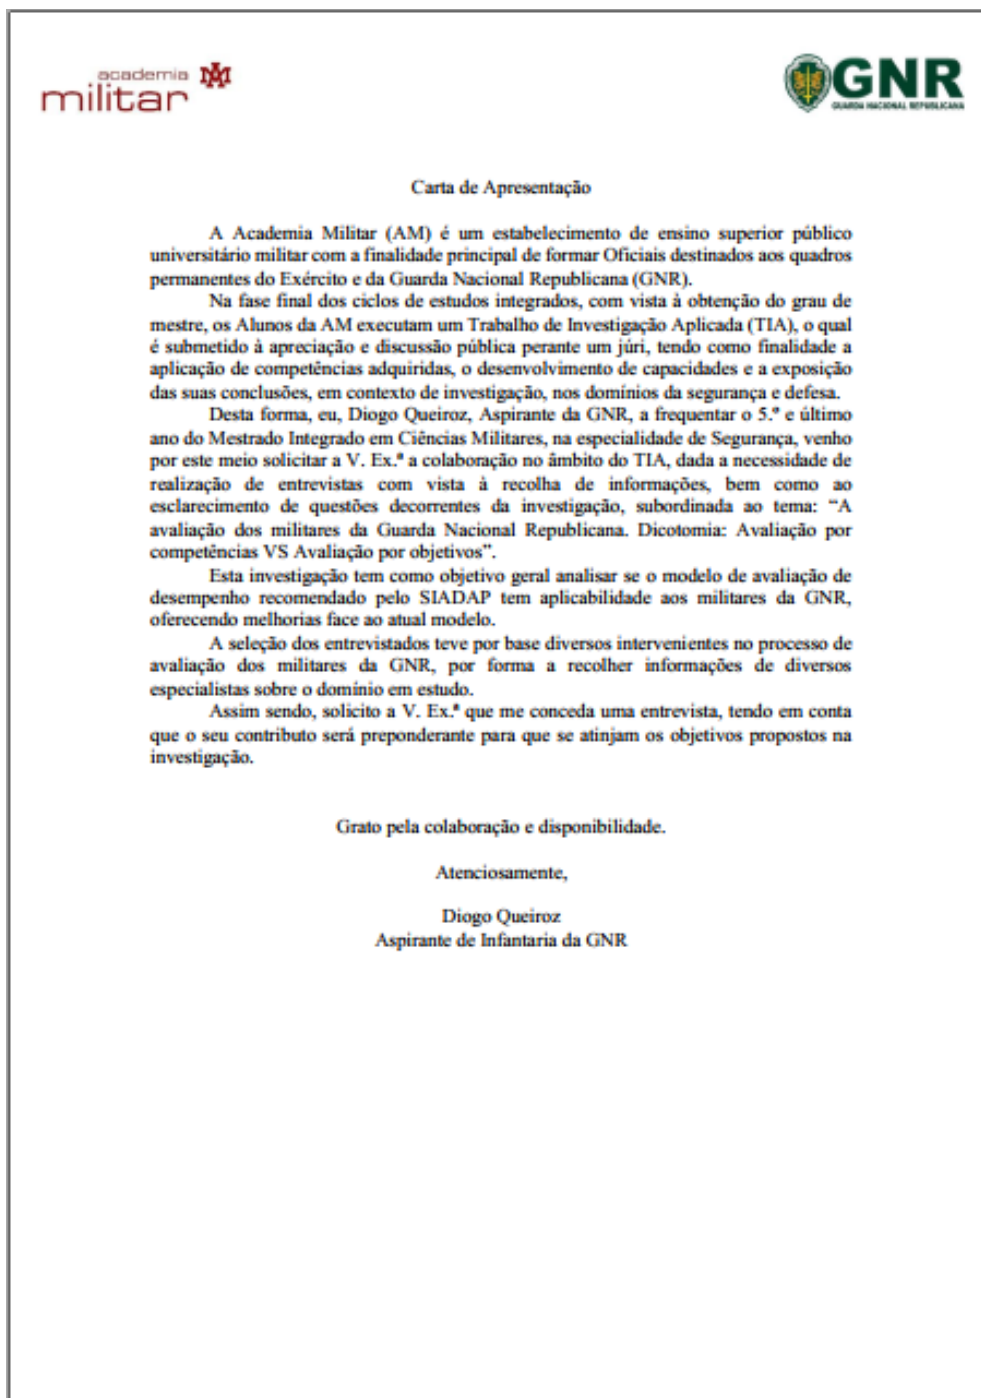 academia
militar
GNR
GUARDA NACIONAL REPUBLICANA
Carta de Apresentação
A Academia Militar (AM) é um estabelecimento de ensino superior público
universitário militar com a finalidade principal de formar Oficiais destinados aos quadros
permanentes do Exército e da Guarda Nacional Republicana (GNR).
Na fase final dos ciclos de estudos integrados, com vista à obtenção do grau de
mestre, os Alunos da AM executam um Trabalho de Investigação Aplicada (TIA), o qual
é submetido à apreciação e discussão pública perante um júri, tendo como finalidade a
aplicação de competências adquiridas, o desenvolvimento de capacidades e a exposição
das suas conclusões, em contexto de investigação, nos domínios da segurança e defesa.
Desta forma, eu, Diogo Queiroz, Aspirante da GNR, a frequentar o 5.º e último
ano do Mestrado Integrado em Ciências Militares, na especialidade de Segurança, venho
por este meio solicitar a V. Ex.ª a colaboração no âmbito do TIA, dada a necessidade de
realização de entrevistas com vista à recolha de informações, bem como ao
esclarecimento de questões decorrentes da investigação, subordinada ao tema: “A
avaliação dos militares da Guarda Nacional Republicana. Dicotomia: Avaliação por
competências VS Avaliação por objetivos”.
Esta investigação tem como objetivo geral analisar se o modelo de avaliação de
desempenho recomendado pelo SIADAP tem aplicabilidade aos militares da GNR,
oferecendo melhorias face ao atual modelo.
A seleção dos entrevistados teve por base diversos intervenientes no processo de
avaliação dos militares da GNR, por forma a recolher informações de diversos
especialistas sobre o domínio em estudo.
Assim sendo, solicito a V. Ex.ª que me conceda uma entrevista, tendo em conta
que o seu contributo será preponderante para que se atinjam os objetivos propostos na
investigação.
Grato pela colaboração e disponibilidade.
Atenciosamente,
Diogo Queiroz
Aspirante de Infantaria da GNR